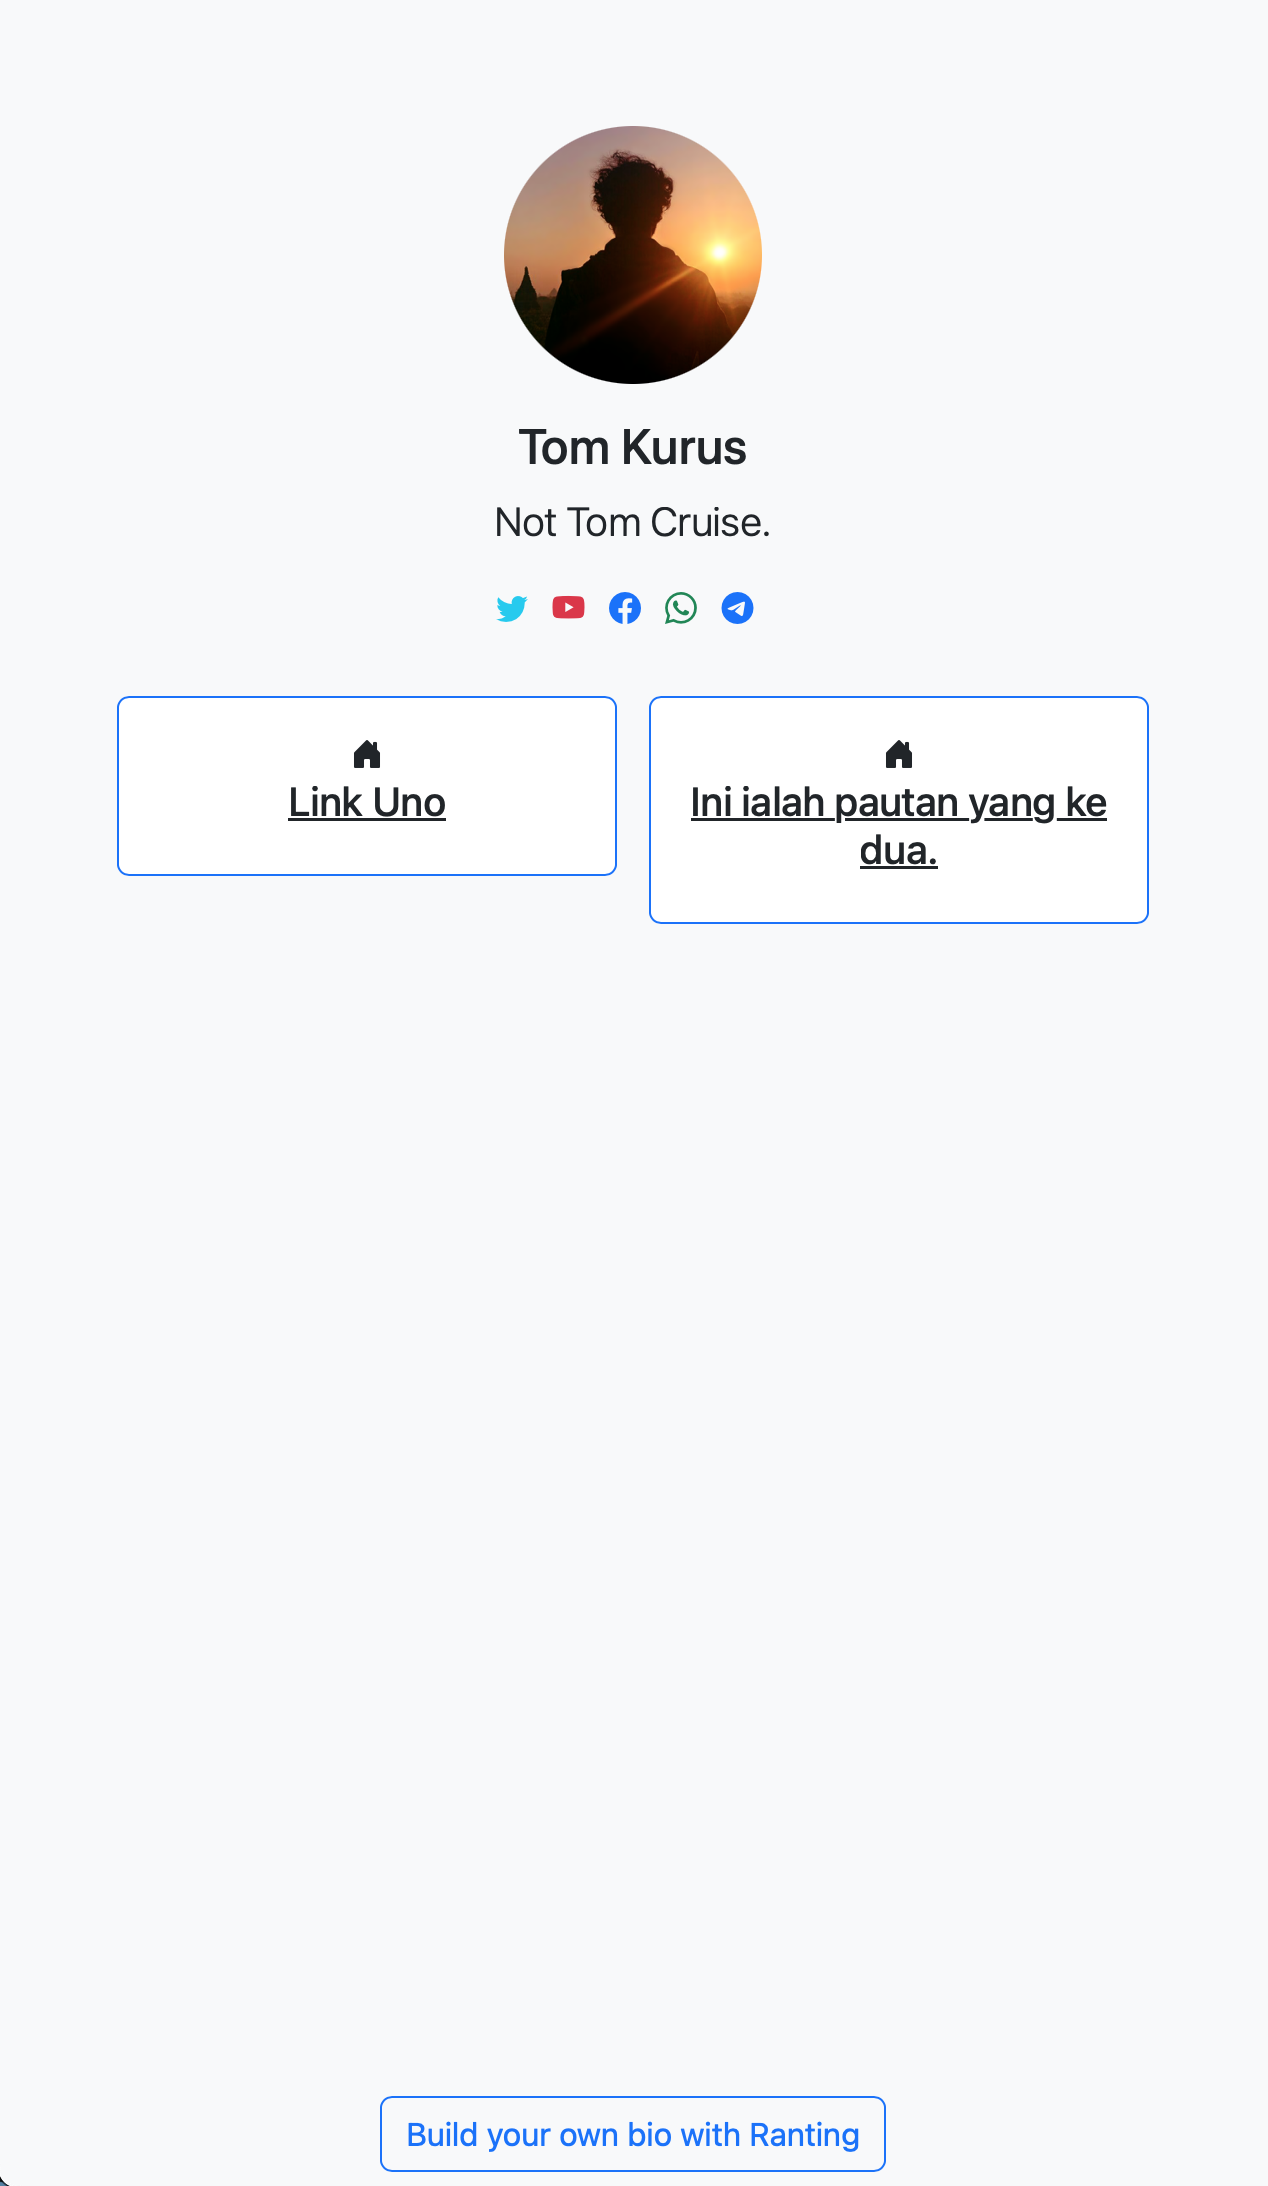 Tom Kurus
Not Tom Cruise.
Link Uno
Ini ialah pautan yang ke
dua.
Build your own bio with Ranting